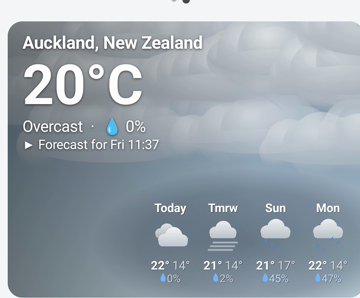 Auckland, New Zealand
20°C
Overcast · 0%
► Forecast for Fri 11:37
Today Tmrw Sun Mon
22° 14° 21° 14° 21° 17° 22° 14°
0% 2% 45% 47%